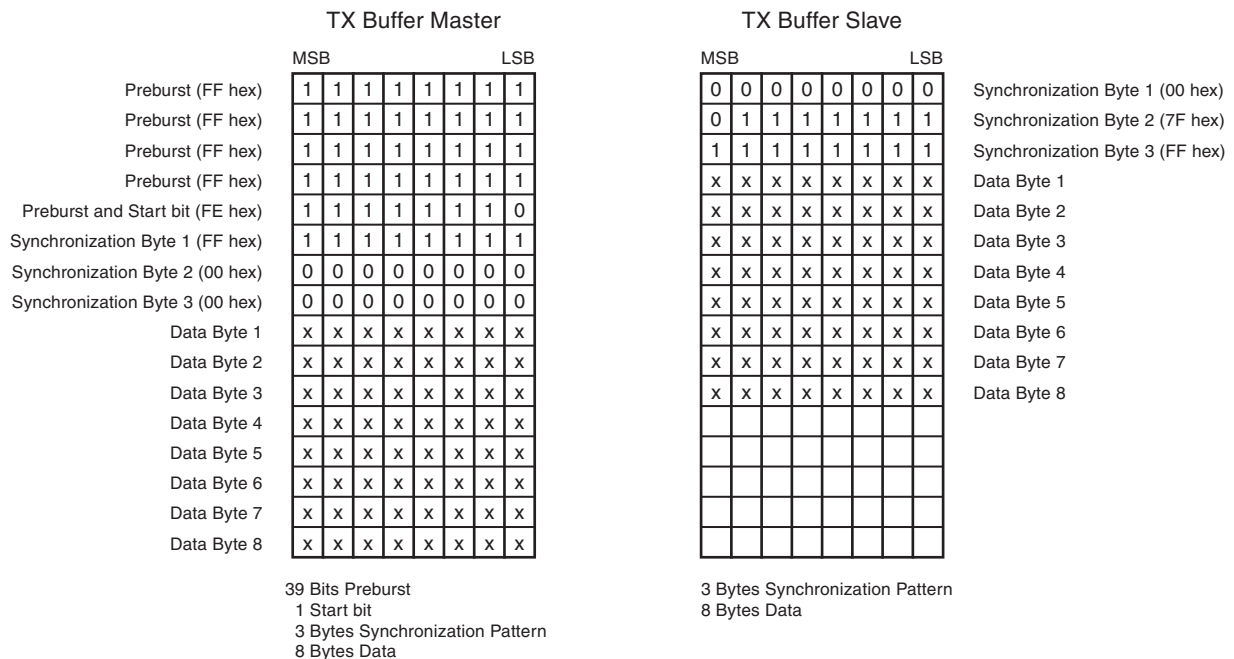 TX Buffer Master
MSB LSB
Preburst (FF hex) 1 1 1 1 1 1 1 1
Preburst (FF hex) 1 1 1 1 1 1 1 1
Preburst (FF hex) 1 1 1 1 1 1 1 1
Preburst (FF hex) 1 1 1 1 1 1 1 1
Preburst and Start bit (FE hex) 1 1 1 1 1 1 1 0
Synchronization Byte 1 (FF hex) 1 1 1 1 1 1 1 1
Synchronization Byte 2 (00 hex) 0 0 0 0 0 0 0 0
Synchronization Byte 3 (00 hex) 0 0 0 0 0 0 0 0
Data Byte 1 x x x x x x x x
Data Byte 2 x x x x x x x x
Data Byte 3 x x x x x x x x
Data Byte 4 x x x x x x x x
Data Byte 5 x x x x x x x x
Data Byte 6 x x x x x x x x
Data Byte 7 x x x x x x x x
Data Byte 8 x x x x x x x x
39 Bits Preburst
1 Start bit
3 Bytes Synchronization Pattern
8 Bytes Data
TX Buffer Slave
MSB LSB
0 0 0 0 0 0 0 0 Synchronization Byte 1 (00 hex)
0 1 1 1 1 1 1 1 Synchronization Byte 2 (7F hex)
1 1 1 1 1 1 1 1 Synchronization Byte 3 (FF hex)
x x x x x x x x Data Byte 1
x x x x x x x x Data Byte 2
x x x x x x x x Data Byte 3
x x x x x x x x Data Byte 4
x x x x x x x x Data Byte 5
x x x x x x x x Data Byte 6
x x x x x x x x Data Byte 7
x x x x x x x x Data Byte 8
3 Bytes Synchronization Pattern
8 Bytes Data